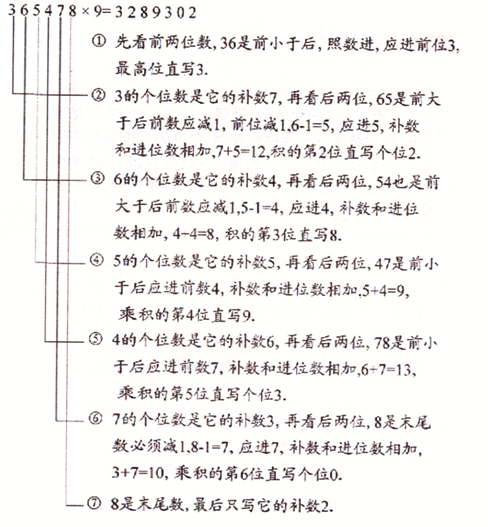 365478×9=3289302
① 先看前两位数,36是前小于后,照数进,应进前位3,
最高位直写3.
② 3的个位数是它的补数7,再看后两位,65是前大
于后前数应减1,前位减1,6-1=5,应进5,补数
和进位数相加,7+5=12,积的第2位直写个位2.
③ 6的个位数是它的补数4,再看后两位,54也是前
大于后前数应减1,5-1=4,应进4,补数和进位
数相加,4+4=8,积的第3位直写8.
④ 5的个位数是它的补数5,再看后两位,47是前小
于后应进前数4,补数和进位数相加,5+4=9,
乘积的第4位直写9.
⑤ 4的个位数是它的补数6,再看后两位,78是前小
于后应进前数7,补数和进位数相加,6+7=13,
乘积的第5位直写个位3.
⑥ 7的个位数是它的补数3,再看后两位,8是末尾
数必须减1,8-1=7,应进7,补数和进位数相加,
3+7=10,乘积的第6位直写个位0.
⑦ 8是末尾数,最后只写它的补数2.